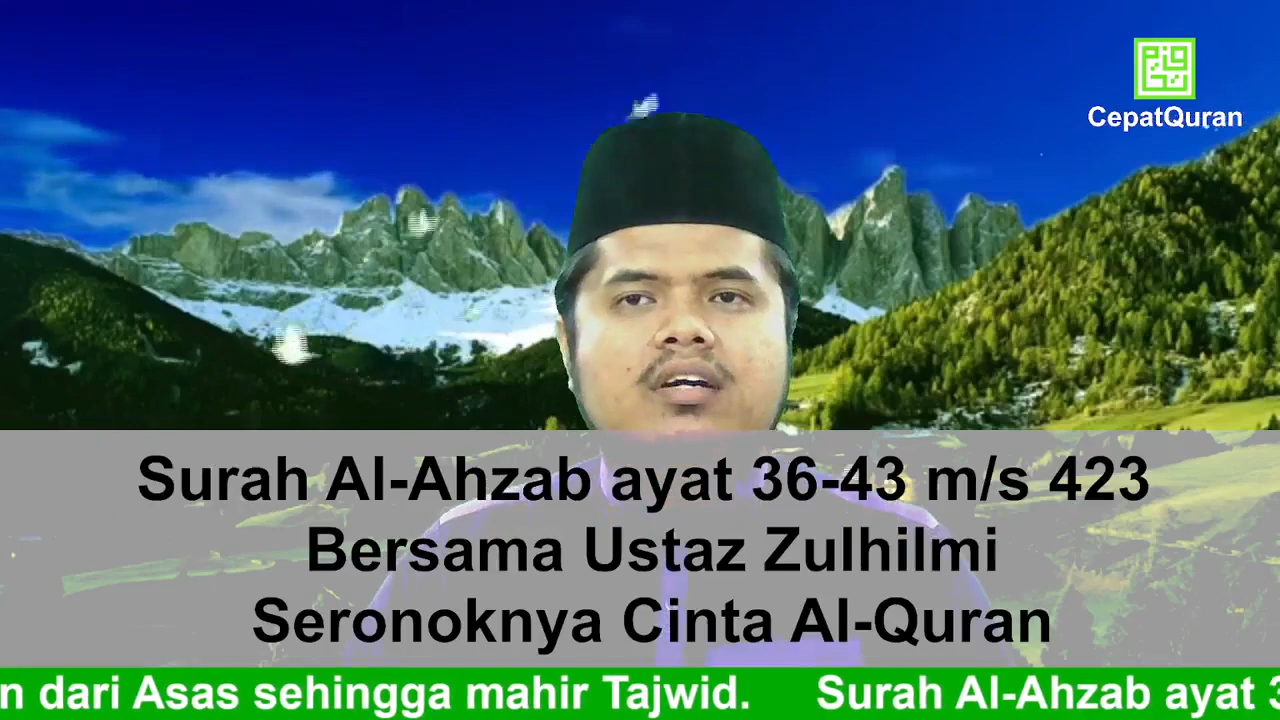 CepatQuran
Surah Al-Ahzab ayat 36-43 m/s 423
Bersama Ustaz Zulhilmi
Seronoknya Cinta Al-Quran
n dari Asas sehingga mahir Tajwid. Surah Al-Ahzab ayat 3